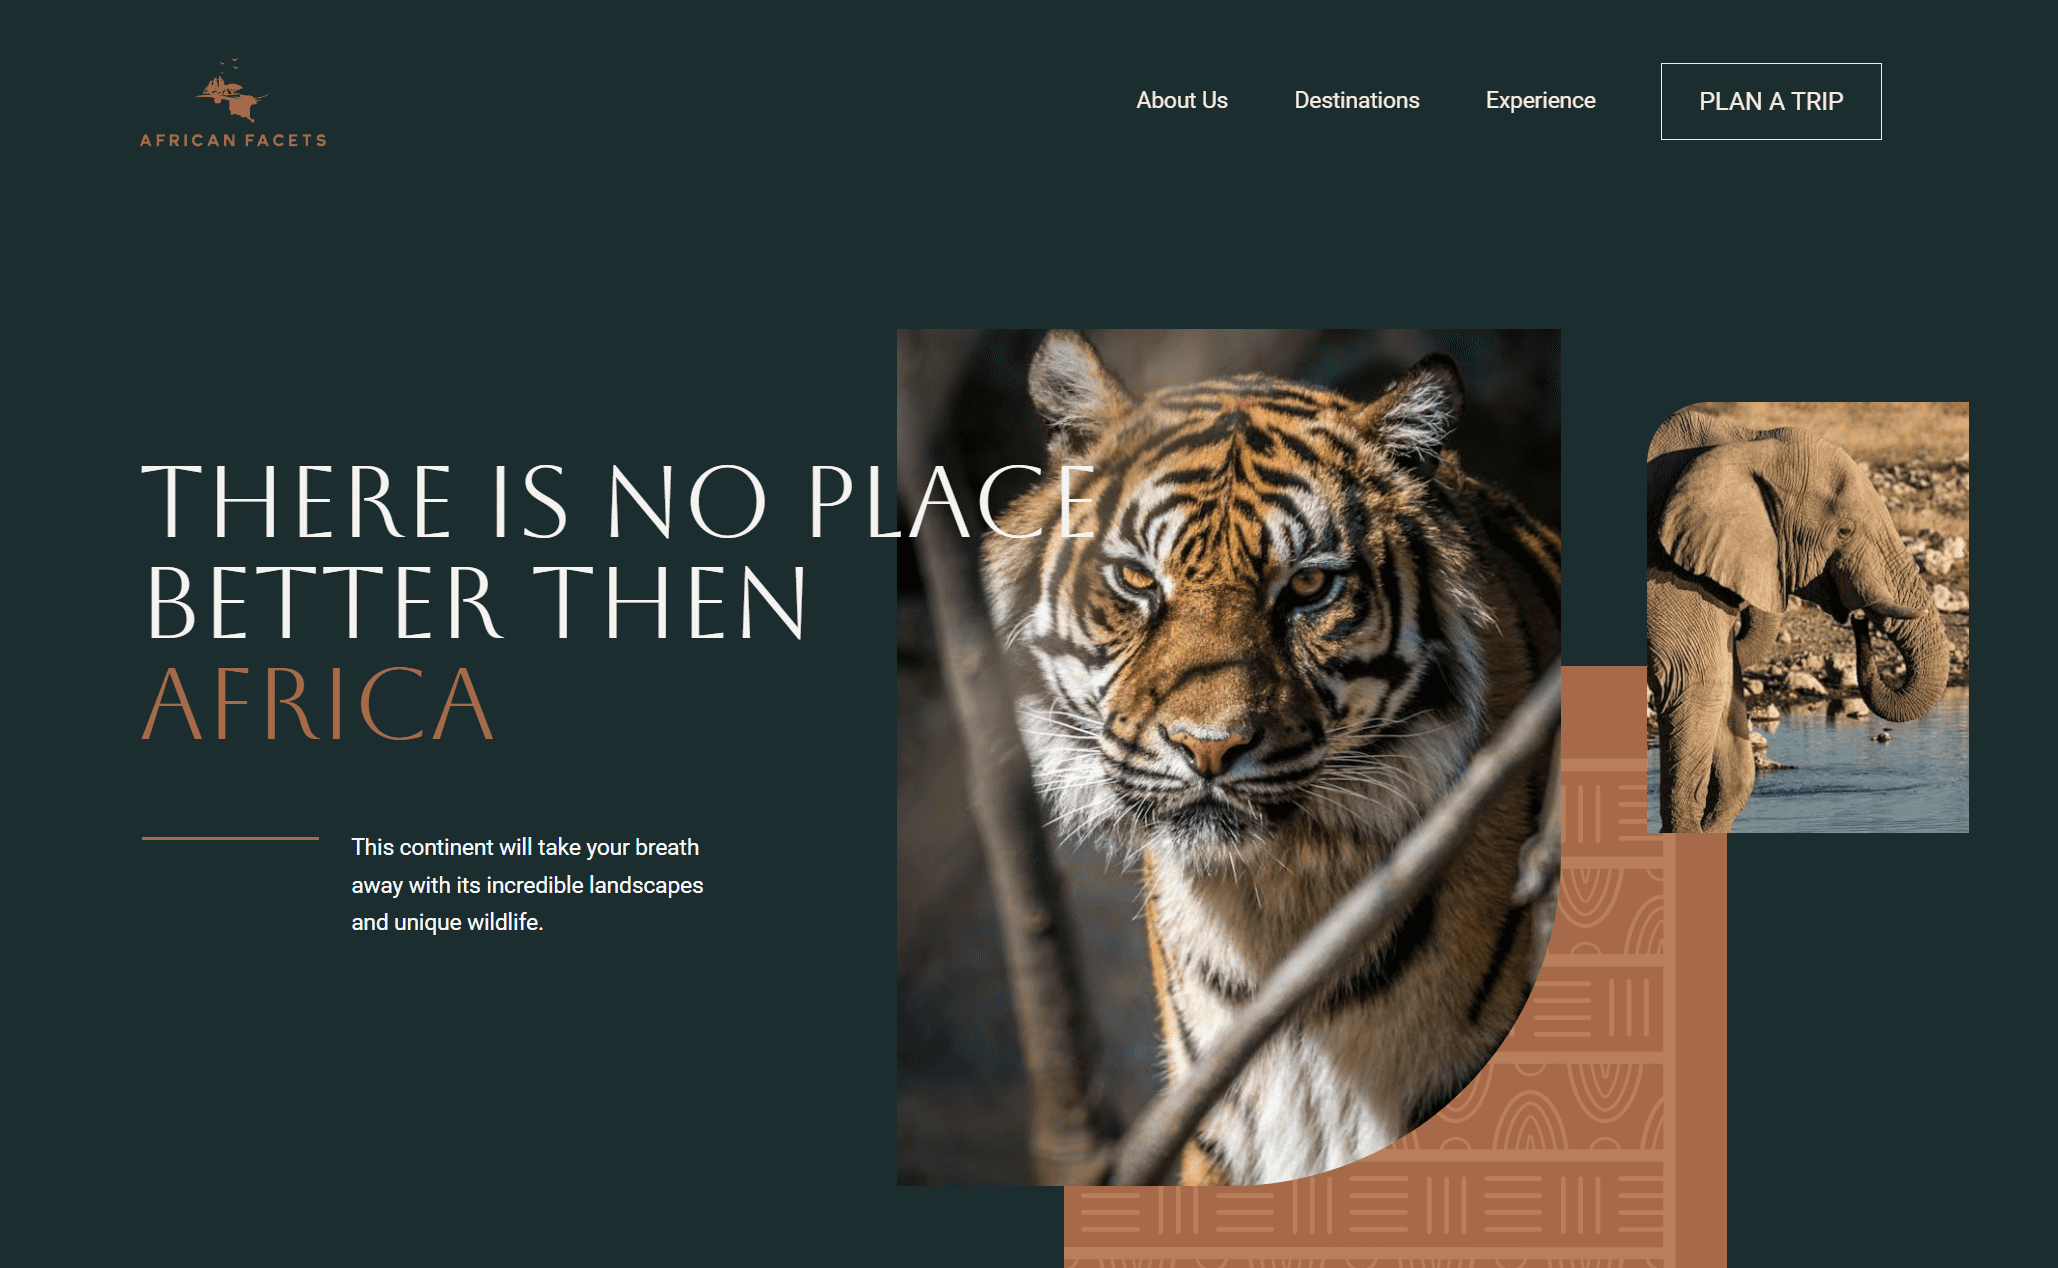 AFRICAN FACETS
About Us
Destinations
Experience
PLAN A TRIP
THERE IS NO PLACE
BETTER THEN
AFRICA
This continent will take your breath
away with its incredible landscapes
and unique wildlife.